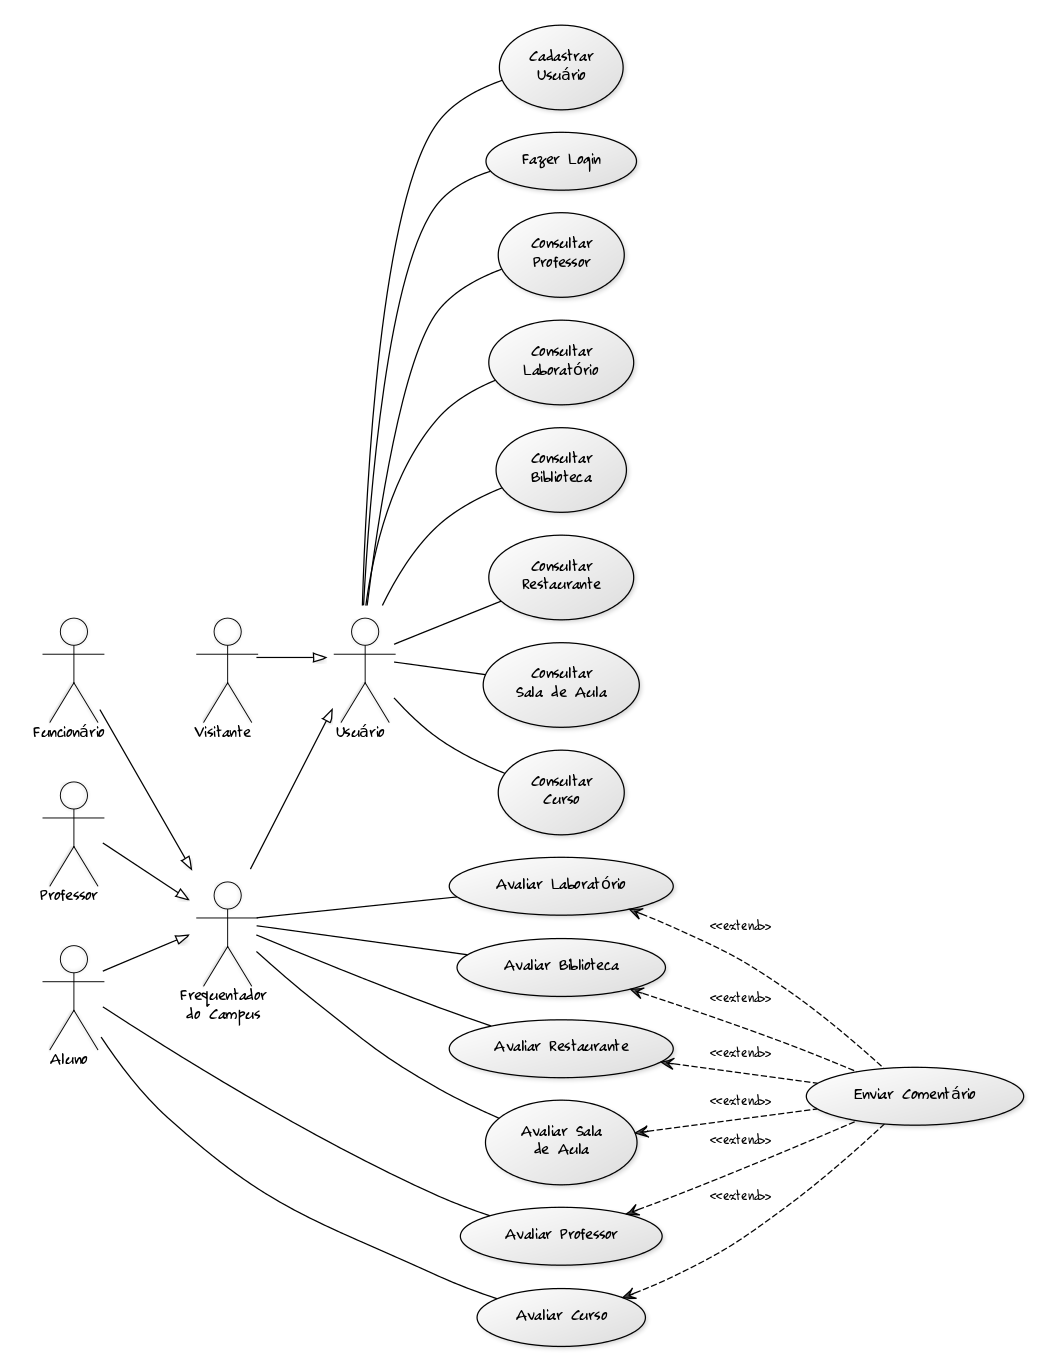 Cadastrar
Usuário
Fazer Login
Consultar
Professor
Consultar
Laboratório
Consultar
Biblioteca
Consultar
Restaurante
Consultar
Sala de Aula
Consultar
Curso
Funcionário
Visitante
Usuário
Professor
Frequentador
do Campus
Aluno
Avaliar Laboratório
Avaliar Biblioteca
Avaliar Restaurante
Avaliar Sala
de Aula
Avaliar Professor
Avaliar Curso
<<extend>>
<<extend>>
<<extend>>
<<extend>>
<<extend>>
<<extend>>
Enviar Comentário